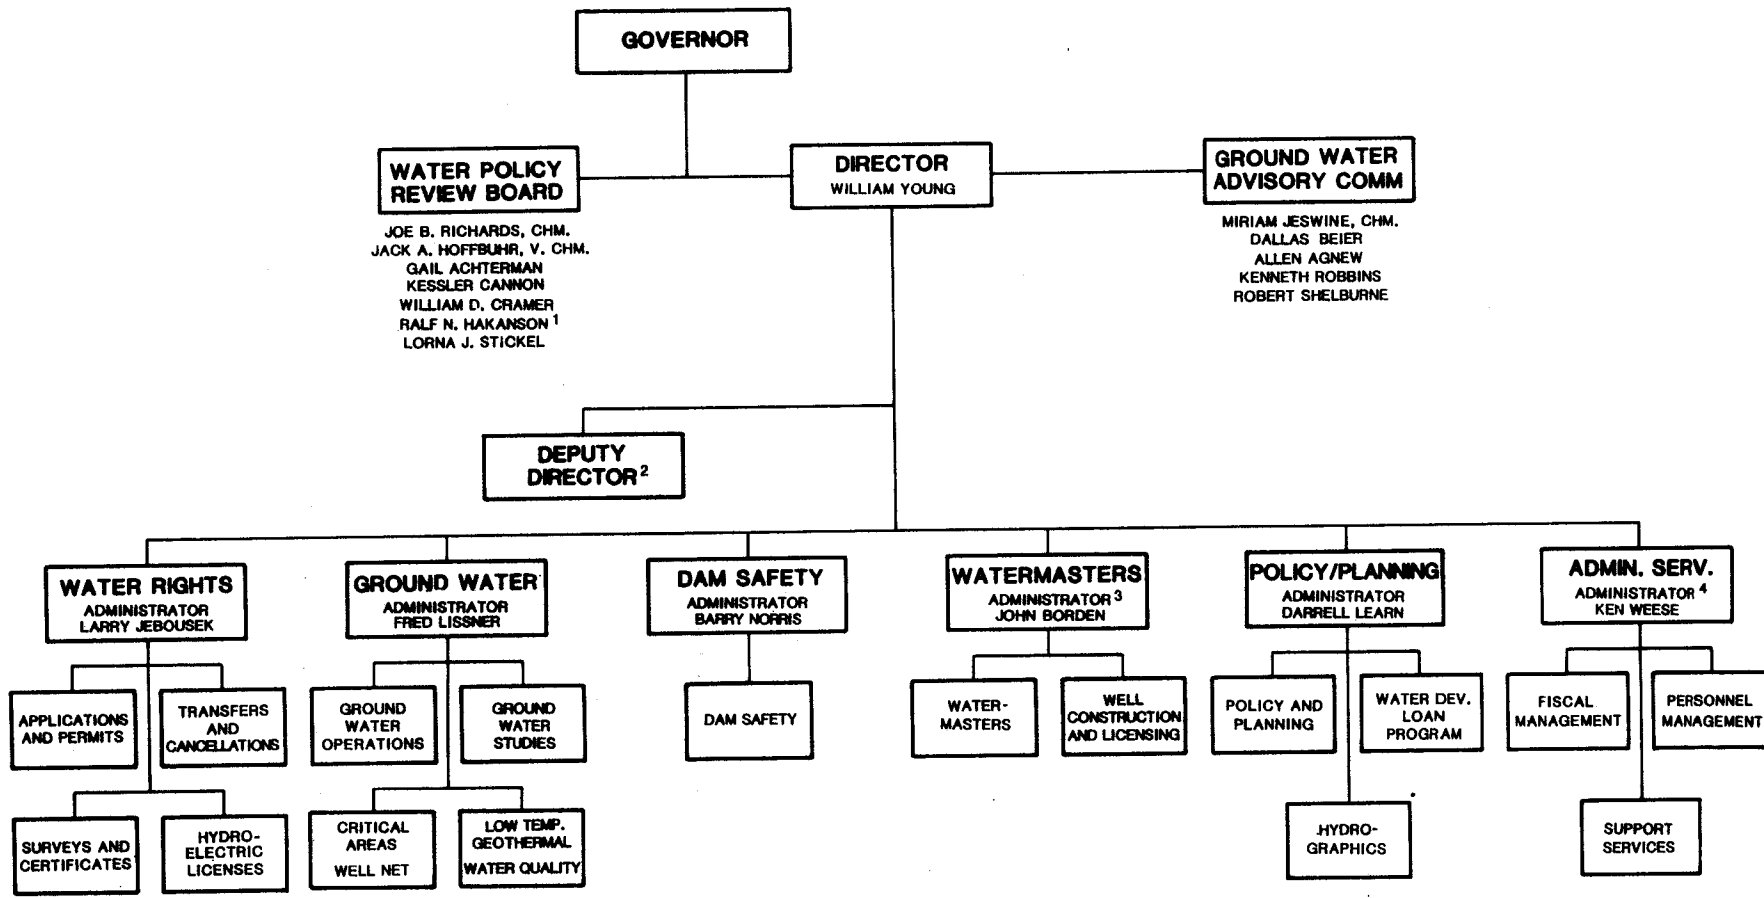 GOVERNOR
WATER POLICY
REVIEW BOARD
JOE B. RICHARDS, CHM.
JACK A. HOFFBUHR, V. CHM.
GAIL ACHTERMAN
KESSLER CANNON
WILLIAM D. CRAMER
RALF N. HAKANSON 1
LORNA J. STICKEL
DIRECTOR
WILLIAM YOUNG
GROUND WATER
ADVISORY COMM
MIRIAM JESWINE, CHM.
DALLAS BEIER
ALLEN AGNEW
KENNETH ROBBINS
ROBERT SHELBURNE
DEPUTY
DIRECTOR 2
WATER RIGHTS
ADMINISTRATOR
LARRY JEBOUSEK
GROUND WATER
ADMINISTRATOR
FRED LISSNER
DAM SAFETY
ADMINISTRATOR
BARRY NORRIS
WATERMASTERS
ADMINISTRATOR 3
JOHN BORDEN
POLICY/PLANNING
ADMINISTRATOR
DARRELL LEARN
ADMIN. SERV.
ADMINISTRATOR 4
KEN WEESE
APPLICATIONS
AND PERMITS
TRANSFERS
AND
CANCELLATIONS
GROUND
WATER
OPERATIONS
GROUND
WATER
STUDIES
DAM SAFETY
WATER-
MASTERS
WELL
CONSTRUCTION
AND LICENSING
POLICY AND
PLANNING
WATER DEV.
LOAN
PROGRAM
FISCAL
MANAGEMENT
PERSONNEL
MANAGEMENT
SURVEYS AND
CERTIFICATES
HYDRO-
ELECTRIC
LICENSES
CRITICAL
AREAS
WELL NET
LOW TEMP.
GEOTHERMAL
WATER QUALITY
HYDRO-
GRAPHICS
SUPPORT
SERVICES